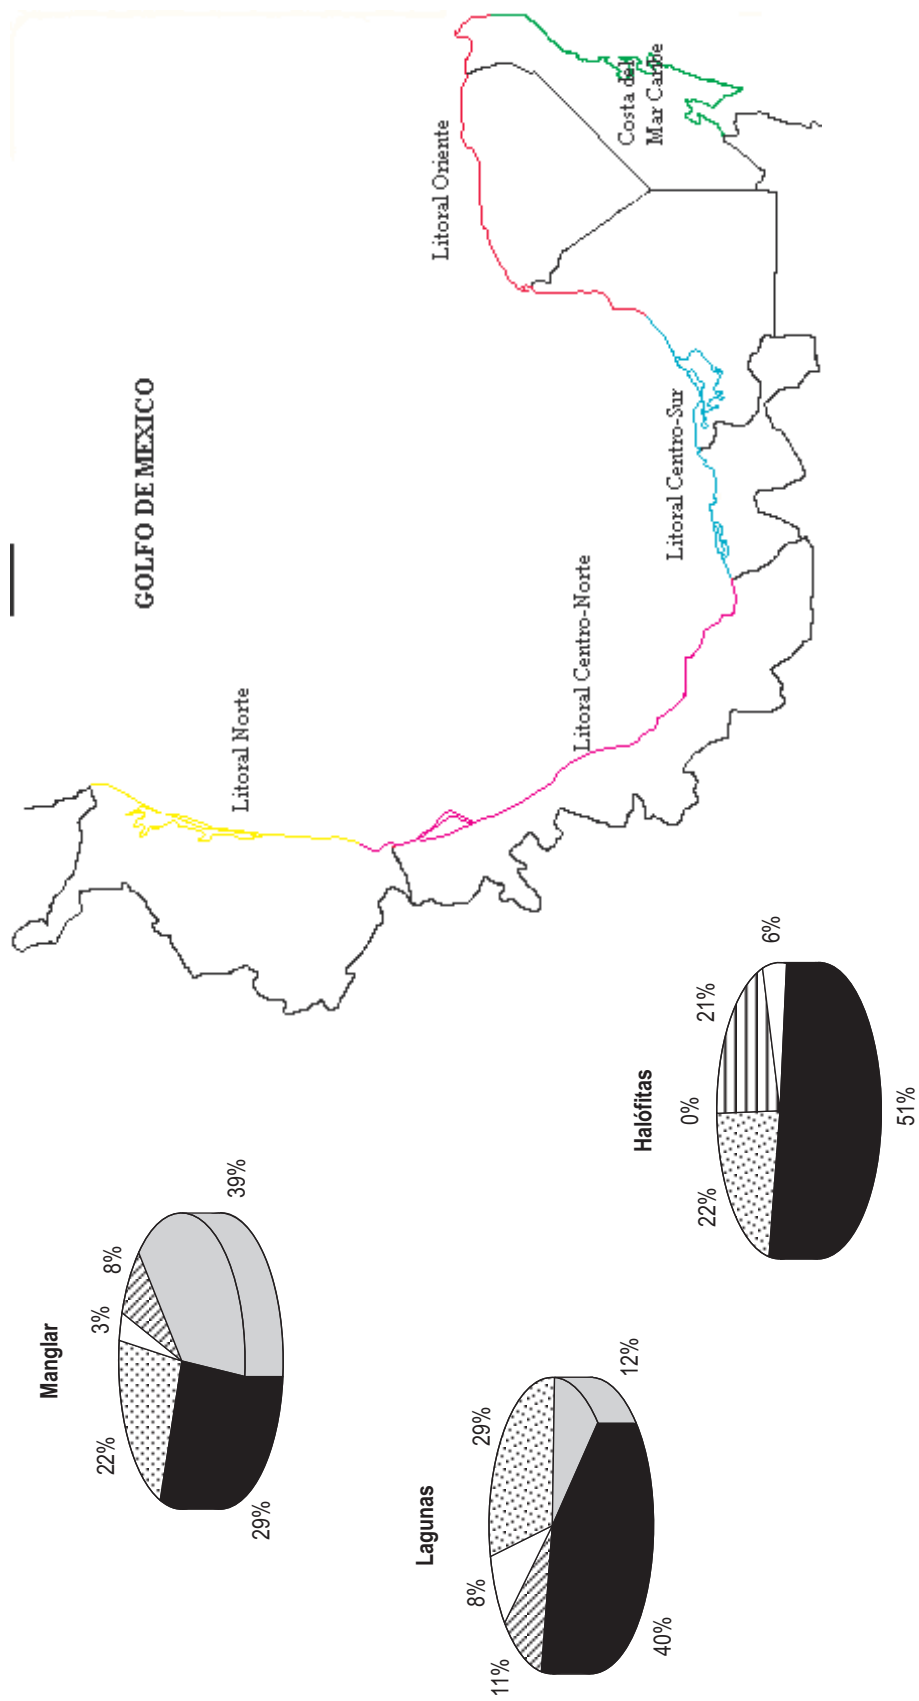 GOLFO DE MEXICO
Litoral Norte
Litoral Centro-Norte
Litoral Centro-Sur
Litoral Oriente
Costa del
Mar Caribe
Manglar
22%
3%
8%
39%
29%
Lagunas
11%
8%
29%
12%
40%
Halófitas
22%
0%
21%
6%
51%